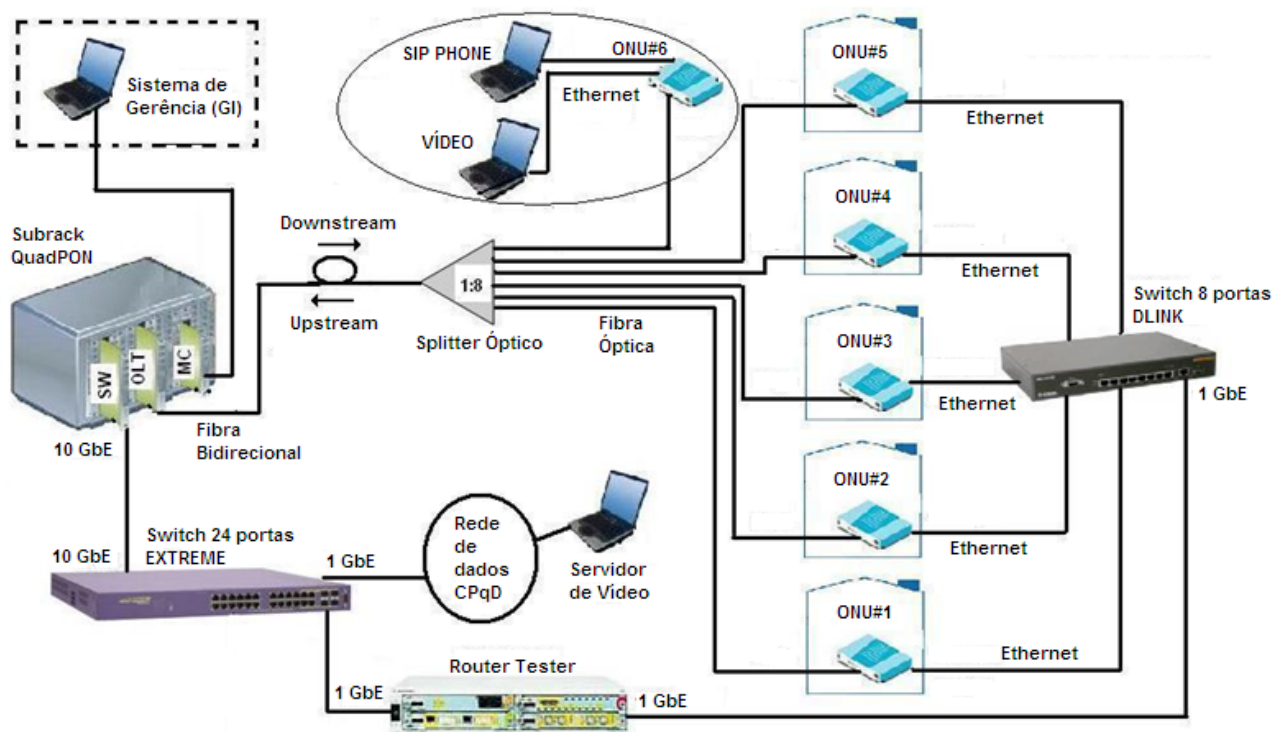 Sistema de
Gerência (GI)
SIP PHONE
ONU#6
Ethernet
VÍDEO
ONU#5
Ethernet
ONU#4
Ethernet
Subrack
QuadPON
Downstream
Upstream
1:8
Splitter Óptico
Fibra
Óptica
SW
OLT
MC
Fibra
Bidirecional
10 GbE
ONU#3
Ethernet
Switch 8 portas
DLINK
1 GbE
ONU#2
Ethernet
Switch 24 portas
EXTREME
10 GbE
1 GbE
Rede
de
dados
CPqD
Servidor
de Vídeo
ONU#1
Ethernet
Router Tester
1 GbE
1 GbE